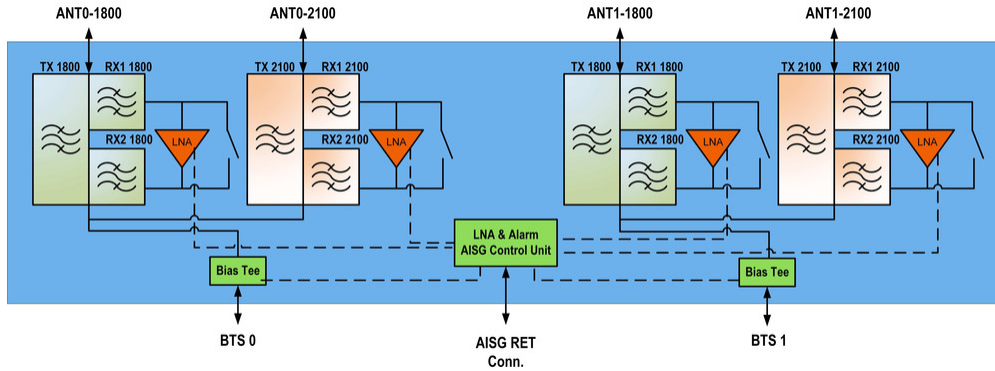 ANT0-1800
ANT0-2100
ANT1-1800
ANT1-2100
TX 1800
RX1 1800
TX 2100
RX1 2100
TX 1800
RX1 1800
TX 2100
RX1 2100
RX2 1800
LNA
RX2 2100
LNA
RX2 1800
LNA
RX2 2100
LNA
LNA & Alarm
AISG Control Unit
Bias Tee
Bias Tee
BTS 0
AISG RET
Conn.
BTS 1